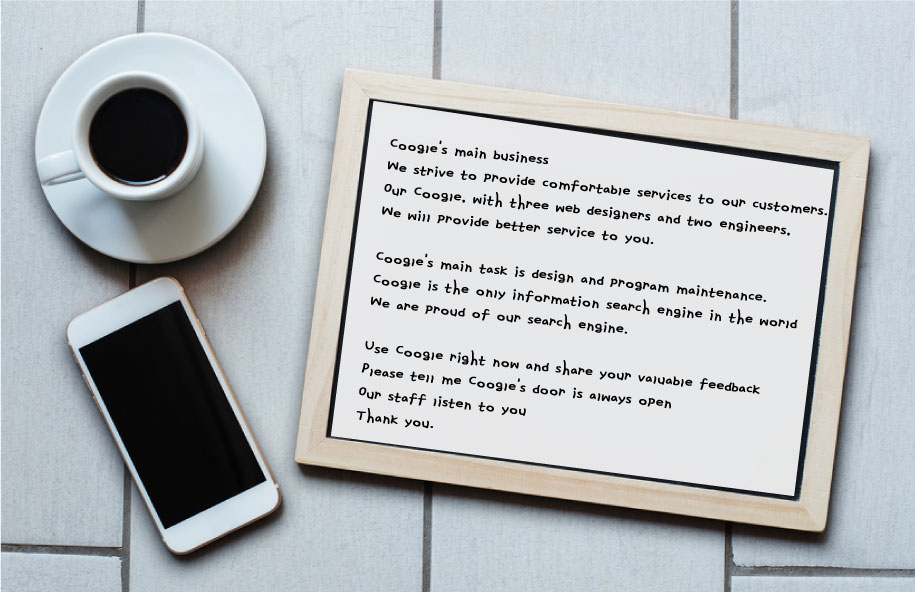 Coogie's main business
We strive to provide comfortable services to our customers.
Our Coogie, with three web designers and two engineers,
We will provide better service to you.
Coogie's main task is design and program maintenance.
Coogie is the only information search engine in the world
We are proud of our search engine.
Use Coogie right now and share your valuable feedback
Please tell me Coogie's door is always open
Our staff listen to you
Thank you.